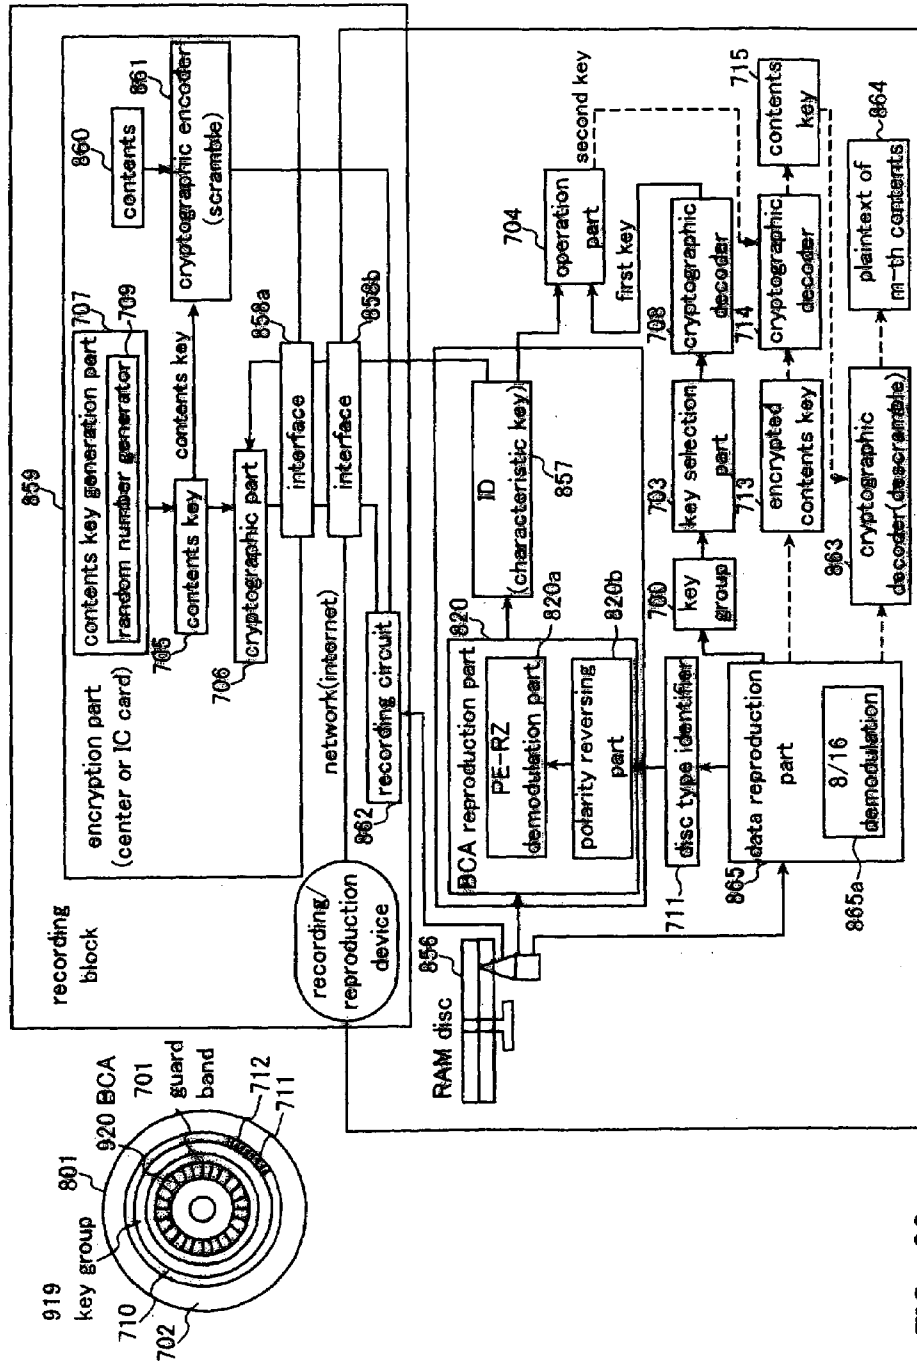 recording
block
859
encryption part
(center or IC card)
contents key generation part
707
random number generator
709
860
contents
861
cryptographic encoder
(scramble)
contents key
contents key
705
cryptographic part
706
858a
interface
interface
858b
network(internet)
recording circuit
862
recording/
reproduction
device
919
key group
801
920 BCA
701
guard
band
712
711
710
702
RAM disc
856
BCA reproduction part
820
PE-RZ
demodulation part
820a
polarity reversing
part
820b
ID
(characteristic key)
857
704
operation
part
second key
first key
711
disc type identifier
700
key
group
703
key selection
part
708
cryptographic
decoder
865
data reproduction
part
8/16
demodulation
865a
713
encrypted
contents key
714
cryptographic
decoder
715
contents
key
863
cryptographic
decoder(descramble)
plaintext of
m-th contents
864